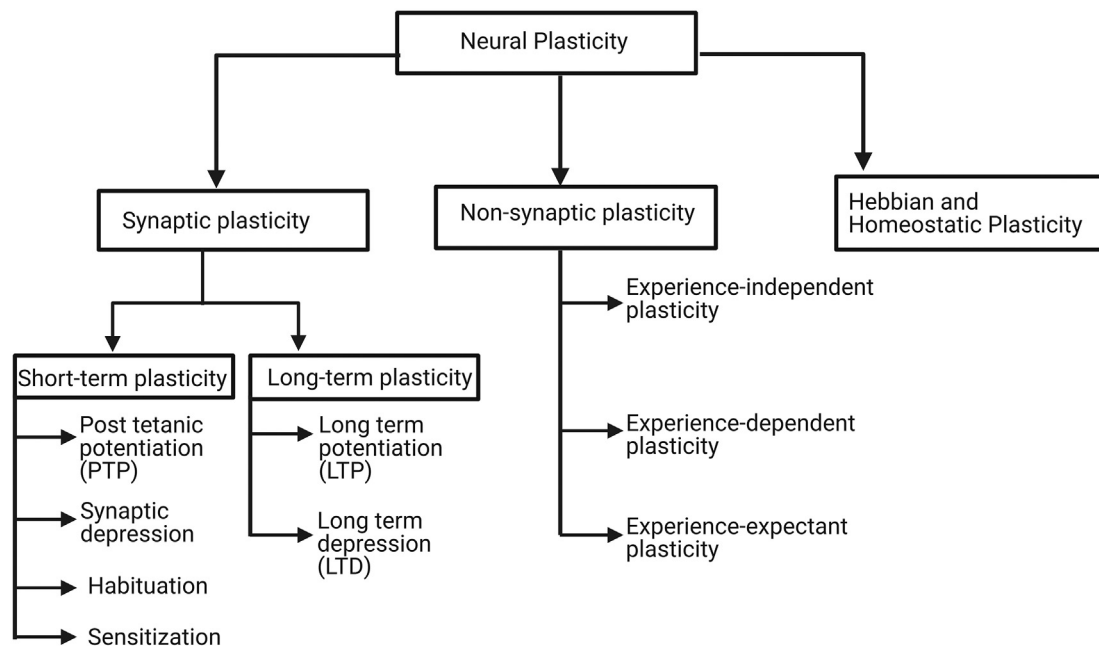 Neural Plasticity
Synaptic plasticity
Non-synaptic plasticity
Hebbian and
Homeostatic Plasticity
Short-term plasticity
Post tetanic
potentiation
(PTP)
Synaptic
depression
Habituation
Sensitization
Long-term plasticity
Long term
potentiation
(LTP)
Long term
depression
(LTD)
Experience-independent
plasticity
Experience-dependent
plasticity
Experience-expectant
plasticity